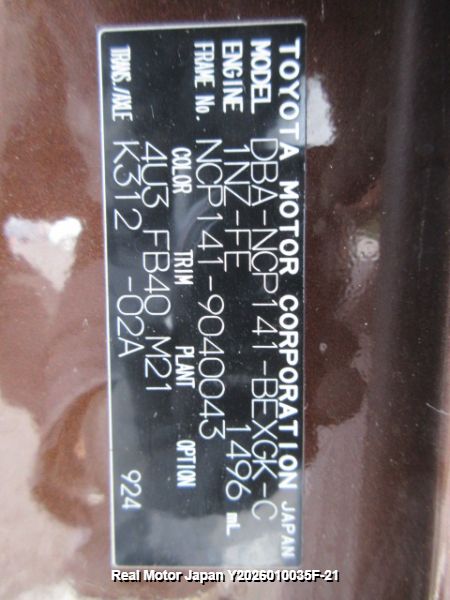 TOYOTA MOTOR CORPORATION JAPAN
MODEL DBA-NCP141-BEXGK-C
ENGINE 1NZ-FE 1496 mL
FRAME No. NCP141-9040043
COLOR TRIM PLANT OPTION
4U3 FB40 M21
TRANS./AXLE K312 -02A 924
Real Motor Japan Y2026010035F-21